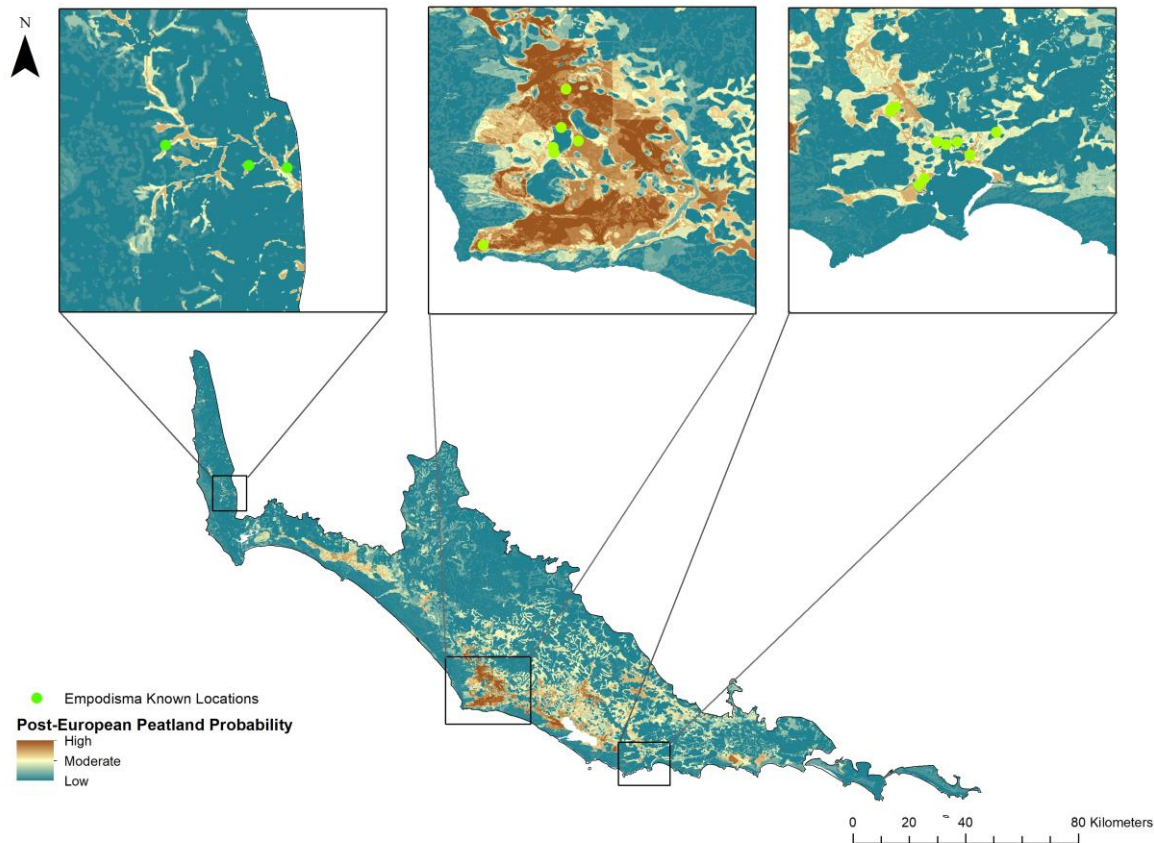 N
Empodisma Known Locations
Post-European Peatland Probability
High
Moderate
Low
0 20 40 80 Kilometers